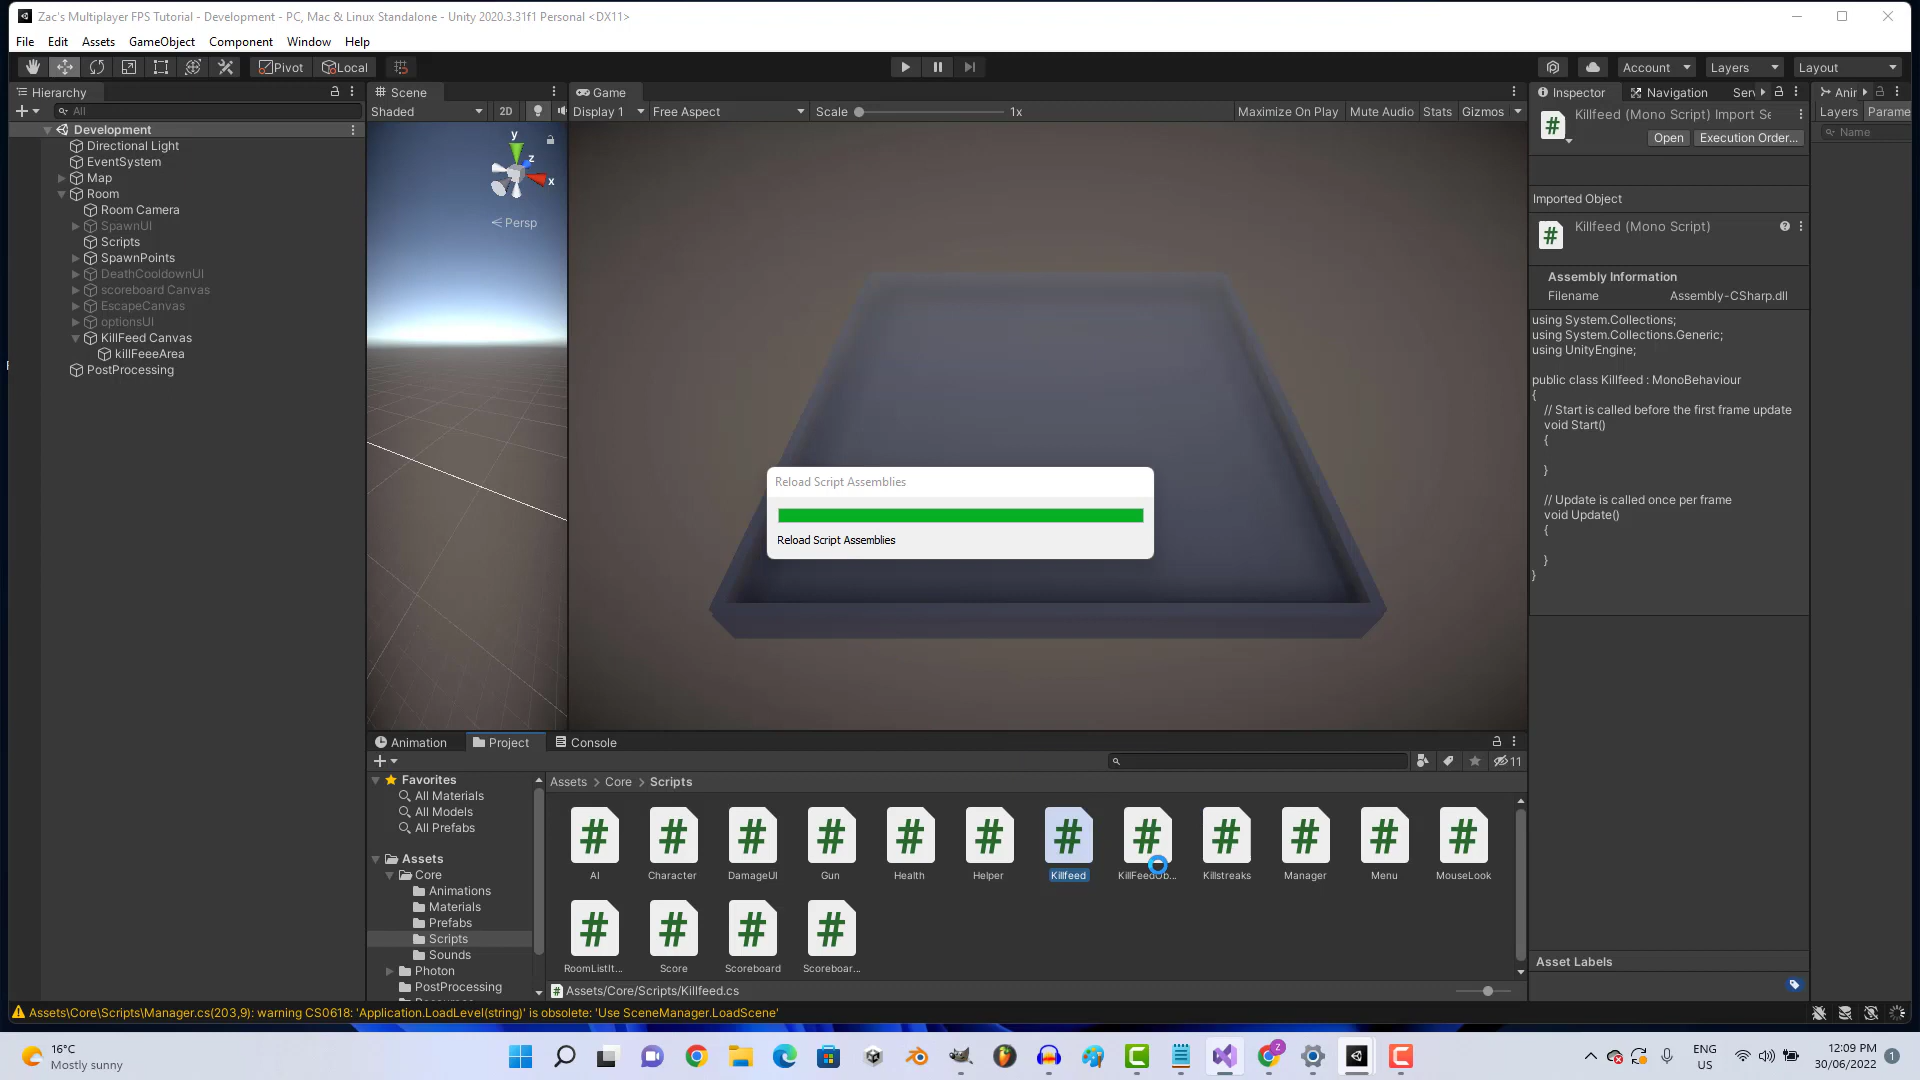 Zac's Multiplayer FPS Tutorial - Development - PC, Mac & Linux Standalone - Unity 2020.3.31f1 Personal <DX11>
File Edit Assets GameObject Component Window Help
Pivot Local Account Layers Layout
Hierarchy
All
Development
Directional Light
EventSystem
Map
Room
Room Camera
SpawnUI
Scripts
SpawnPoints
DeathCooldownUI
scoreboard Canvas
EscapeCanvas
optionsUI
KillFeed Canvas
killFeeeArea
PostProcessing
Scene
Shaded 2D
y
z
x
Persp
Game
Display 1 Free Aspect Scale 1x Maximize On Play Mute Audio Stats Gizmos
Reload Script Assemblies
Reload Script Assemblies
Inspector Navigation Serv
Killfeed (Mono Script) Import Se
Open Execution Order...
Imported Object
Killfeed (Mono Script)
Assembly Information
Filename Assembly-CSharp.dll
using System.Collections;
using System.Collections.Generic;
using UnityEngine;
public class Killfeed : MonoBehaviour
{
// Start is called before the first frame update
void Start()
{
}
// Update is called once per frame
void Update()
{
}
}
Asset Labels
Layers Parame
Name
Animation Project Console
11
Favorites
All Materials
All Models
All Prefabs
Assets
Core
Animations
Materials
Prefabs
Scripts
Sounds
Photon
PostProcessing
Assets > Core > Scripts
AI Character DamageUI Gun Health Helper Killfeed KillFeedOb... Killstreaks Manager Menu MouseLook
RoomListIt... Score Scoreboard Scoreboar...
Assets/Core/Scripts/Killfeed.cs
Assets\Core\Scripts\Manager.cs(203,9): warning CS0618: 'Application.LoadLevel(string)' is obsolete: 'Use SceneManager.LoadScene'
16°C
Mostly sunny
ENG
US
12:09 PM
30/06/2022
1